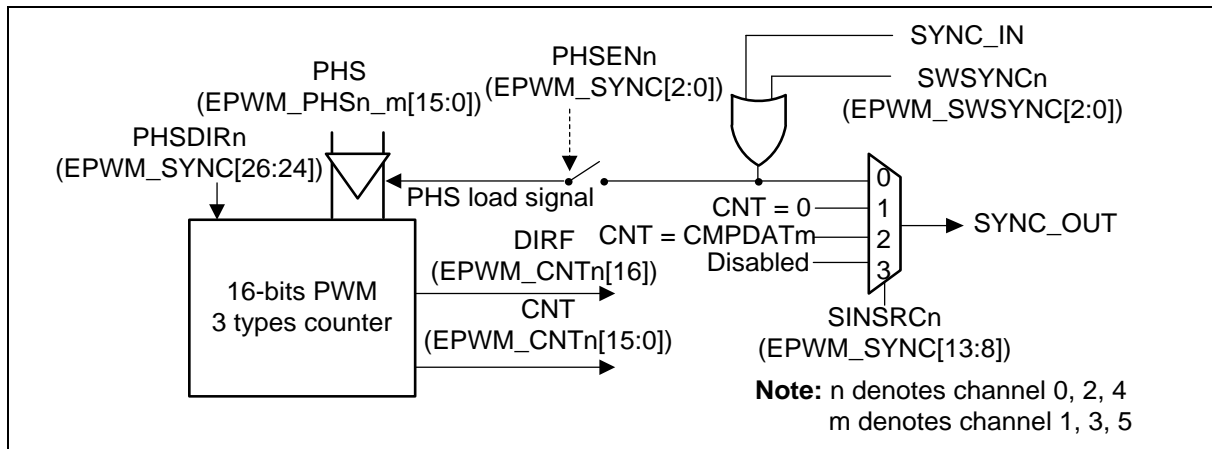 SYNC_IN
PHSENn
(EPWM_SYNC[2:0])
PHS
(EPWM_PHSn_m[15:0])
SWSYNCn
(EPWM_SWSYNC[2:0])
PHSDIRn
(EPWM_SYNC[26:24])
PHS load signal
0
CNT = 0
1
CNT = CMPDATm
2
Disabled
3
SYNC_OUT
DIRF
(EPWM_CNTn[16])
16-bits PWM
3 types counter
CNT
(EPWM_CNTn[15:0])
SINSRCn
(EPWM_SYNC[13:8])
Note: n denotes channel 0, 2, 4
m denotes channel 1, 3, 5